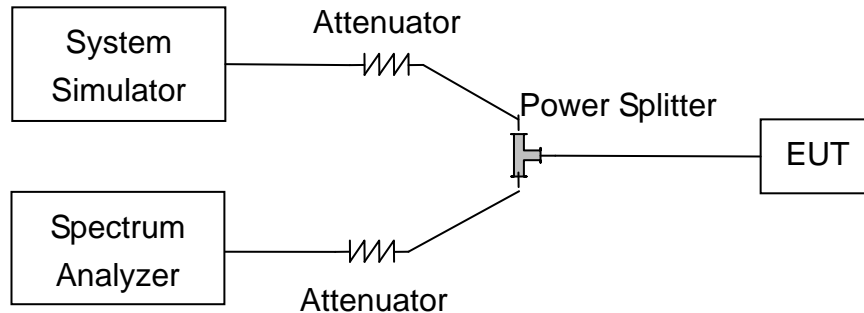 System
Simulator
Attenuator
Power Splitter
EUT
Spectrum
Analyzer
Attenuator